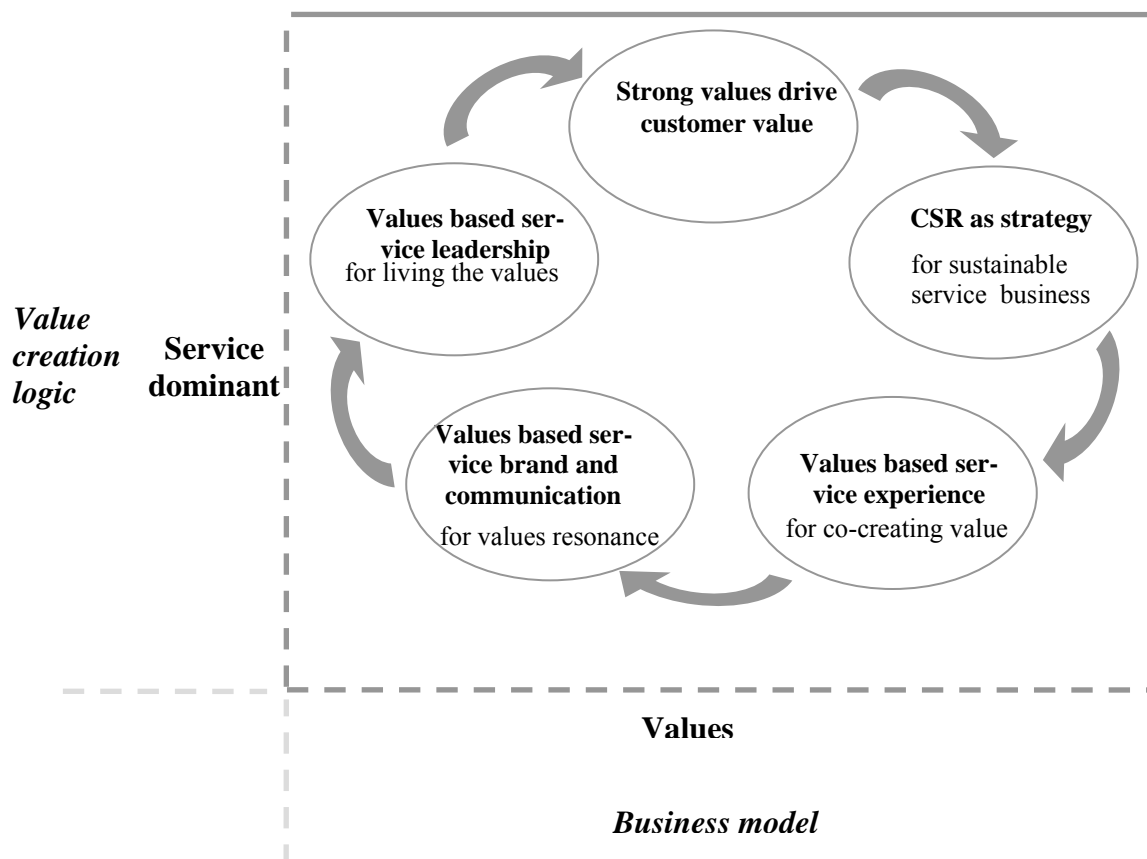 Strong values drive
customer value
Values based ser-
vice leadership
for living the values
CSR as strategy
for sustainable
service business
Value
creation
logic
Service
dominant
Values based ser-
vice brand and
communication
for values resonance
Values based ser-
vice experience
for co-creating value
Values
Business model